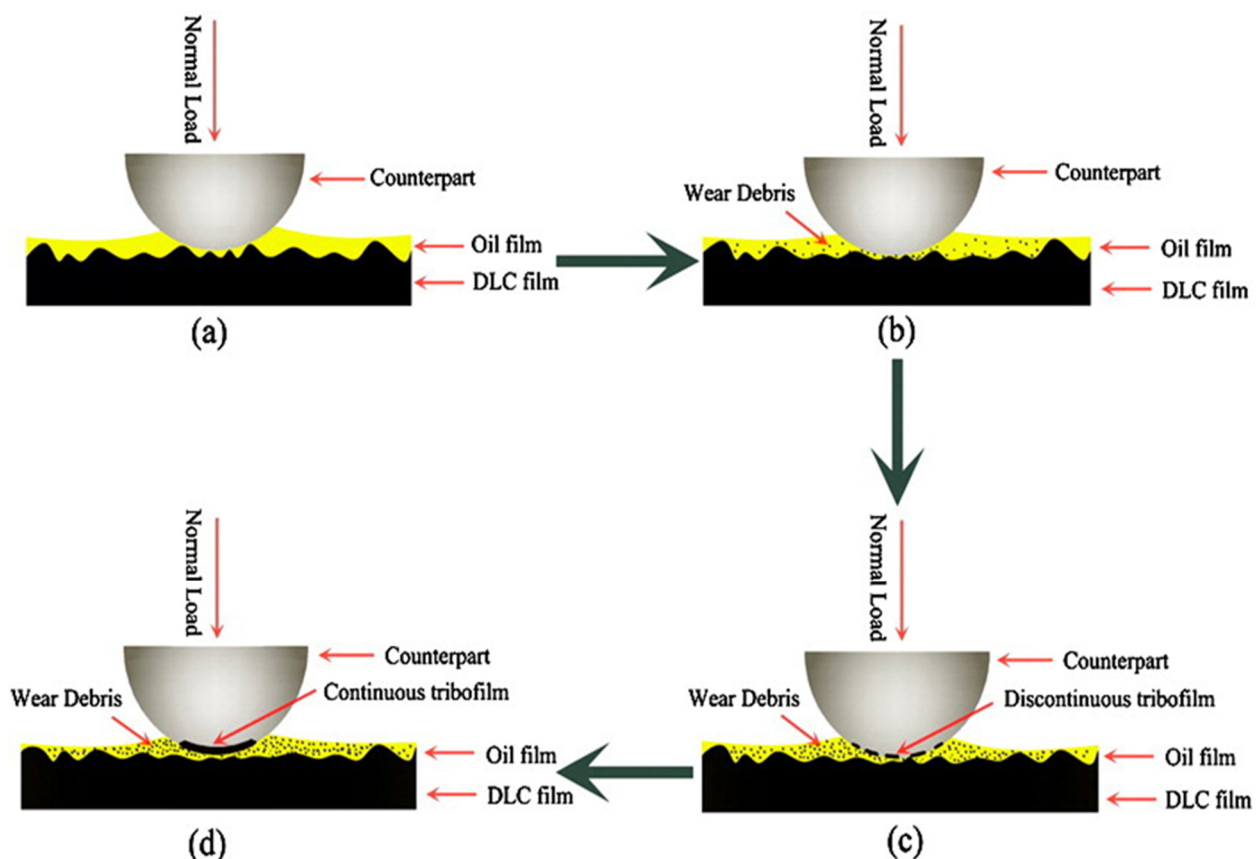 Normal Load
Counterpart
Oil film
DLC film
(a)
Normal Load
Counterpart
Wear Debris
Oil film
DLC film
(b)
Normal Load
Counterpart
Wear Debris
Discontinuous tribofilm
Oil film
DLC film
(c)
Normal Load
Counterpart
Wear Debris
Continuous tribofilm
Oil film
DLC film
(d)